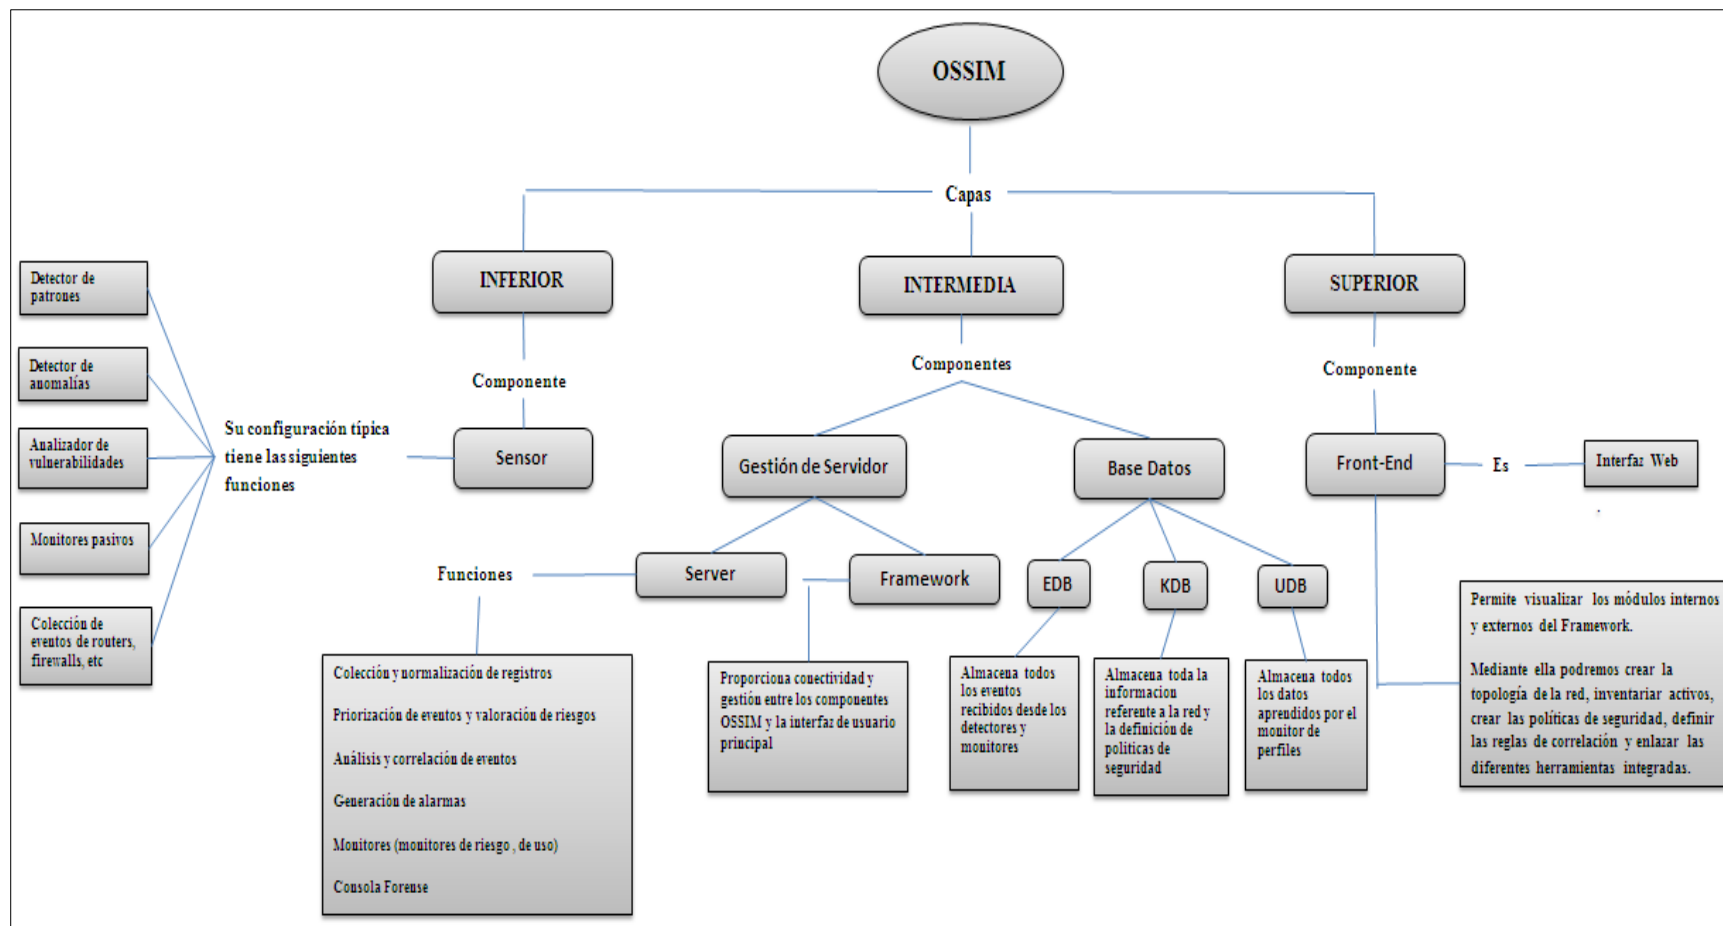 OSSIM
Capas
INFERIOR
INTERMEDIA
SUPERIOR
Componente
Componentes
Componente
Detector de
patrones
Detector de
anomalías
Analizador de
vulnerabilidades
Monitores pasivos
Colección de
eventos de routers,
firewalls, etc
Su configuración típica
tiene las siguientes
funciones
Sensor
Gestión de Servidor
Base Datos
Front-End
Es
Interfaz Web
.
Funciones
Server
Framework
EDB
KDB
UDB
Colección y normalización de registros
Priorización de eventos y valoración de riesgos
Análisis y correlación de eventos
Generación de alarmas
Monitores (monitores de riesgo , de uso)
Consola Forense
Proporciona conectividad y
gestión entre los componentes
OSSIM y la interfaz de usuario
principal
Almacena todos
los eventos
recibidos desde los
detectores y
monitores
Almacena toda la
informacion
referente a la red y
la definición de
politicas de
seguridad
Almacena todos
los datos
aprendidos por el
monitor de
perfiles
Permite visualizar los módulos internos
y externos del Framework.
Mediante ella podremos crear la
topología de la red, inventariar activos,
crear las políticas de seguridad, definir
las reglas de correlación y enlazar las
diferentes herramientas integradas.